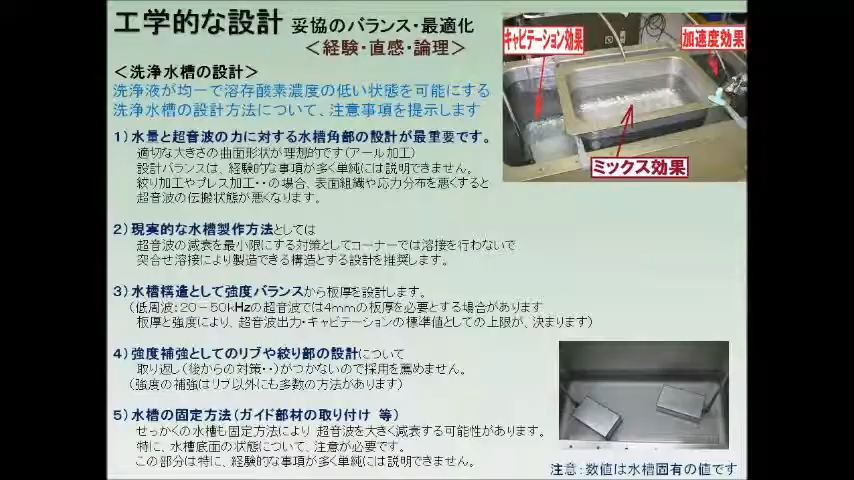 工学的な設計 妥協のバランス・最適化
＜経験・直感・論理＞
＜洗浄水槽の設計＞
洗浄液が均一で溶存酸素濃度の低い状態を可能にする
洗浄水槽の設計方法について、注意事項を提示します
キャビテーション効果
加速度効果
ミックス効果
1）水量と超音波の力に対する水槽角部の設計が最重要です。
適切な大きさの曲面形状が理想的です（アール加工）
設計バランスは、経験的な事項が多く単純には説明できません。
絞り加工やプレス加工・・の場合、表面組織や応力分布を悪くすると
超音波の伝搬状態が悪くなります。
2）現実的な水槽製作方法としては
超音波の減衰を最小限にする対策としてコーナーでは溶接を行わないで
突合せ溶接により製造できる構造とする設計を推奨します。
3）水槽構造として強度バランスから板厚を設計します。
（低周波：20－50kHzの超音波では4mmの板厚を必要とする場合があります
板厚と強度により、超音波出力・キャビテーションの標準値としての上限が、決まります）
4）強度補強としてのリブや絞り部の設計について
取り返し（後からの対策・・）がつかないので採用を薦めません。
（強度の補強はリブ以外にも多数の方法があります）
5）水槽の固定方法（ガイド部材の取り付け 等）
せっかくの水槽も固定方法により 超音波を大きく減衰する可能性があります。
特に、水槽底面の状態について、注意が必要です。
この部分は特に、経験的な事項が多く単純には説明できません。
注意：数値は水槽固有の値です